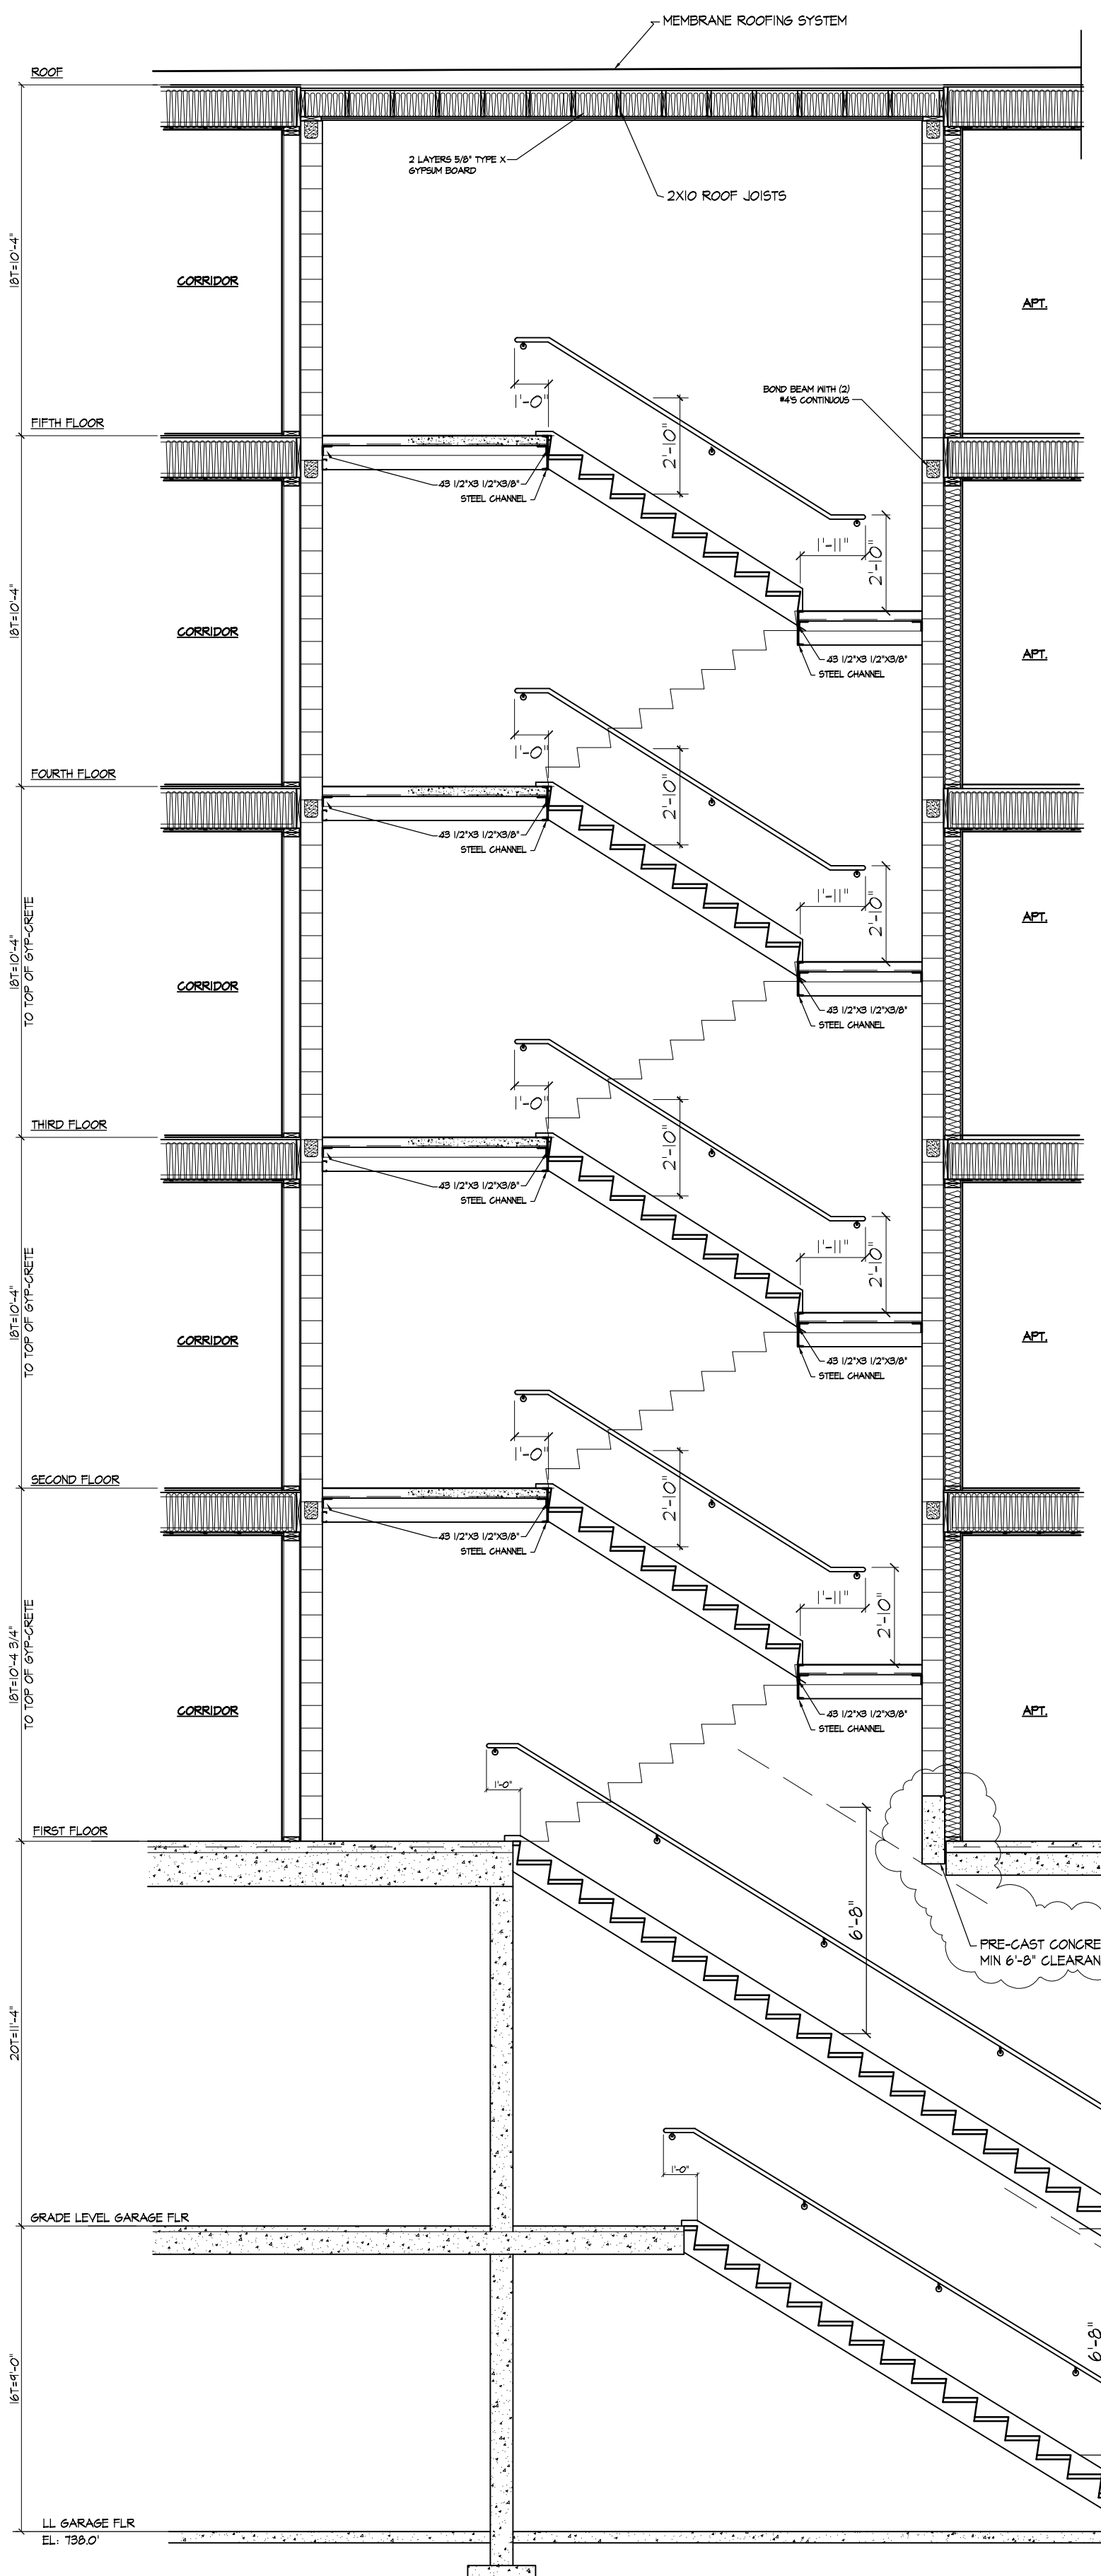 MEMBRANE ROOFING SYSTEM
ROOF
2 LAYERS 5/8" TYPE X
GYPSUM BOARD
2X10 ROOF JOISTS
18T=10'-4"
CORRIDOR
APT.
BOND BEAM WITH (2)
#4'S CONTINUOUS
1'-0"
2'-10"
FIFTH FLOOR
43 1/2"X3 1/2"X3/8"
STEEL CHANNEL
1'-11"
2'-10"
18T=10'-4"
CORRIDOR
APT.
43 1/2"X3 1/2"X3/8"
STEEL CHANNEL
1'-0"
2'-10"
FOURTH FLOOR
43 1/2"X3 1/2"X3/8"
STEEL CHANNEL
1'-11"
2'-10"
18T=10'-4"
TO TOP OF GYP-CRETE
CORRIDOR
APT.
43 1/2"X3 1/2"X3/8"
STEEL CHANNEL
1'-0"
2'-10"
THIRD FLOOR
43 1/2"X3 1/2"X3/8"
STEEL CHANNEL
1'-11"
2'-10"
18T=10'-4"
TO TOP OF GYP-CRETE
CORRIDOR
APT.
43 1/2"X3 1/2"X3/8"
STEEL CHANNEL
1'-0"
2'-10"
SECOND FLOOR
43 1/2"X3 1/2"X3/8"
STEEL CHANNEL
1'-11"
2'-10"
18T=10'-4 3/4"
TO TOP OF GYP-CRETE
CORRIDOR
APT.
43 1/2"X3 1/2"X3/8"
STEEL CHANNEL
1'-0"
FIRST FLOOR
6'-8"
PRE-CAST CONCRE
MIN 6'-8" CLEARAN
20T=11'-4"
1'-0"
GRADE LEVEL GARAGE FLR
6'-8"
16T=9'-0"
LL GARAGE FLR
EL: 738.0'